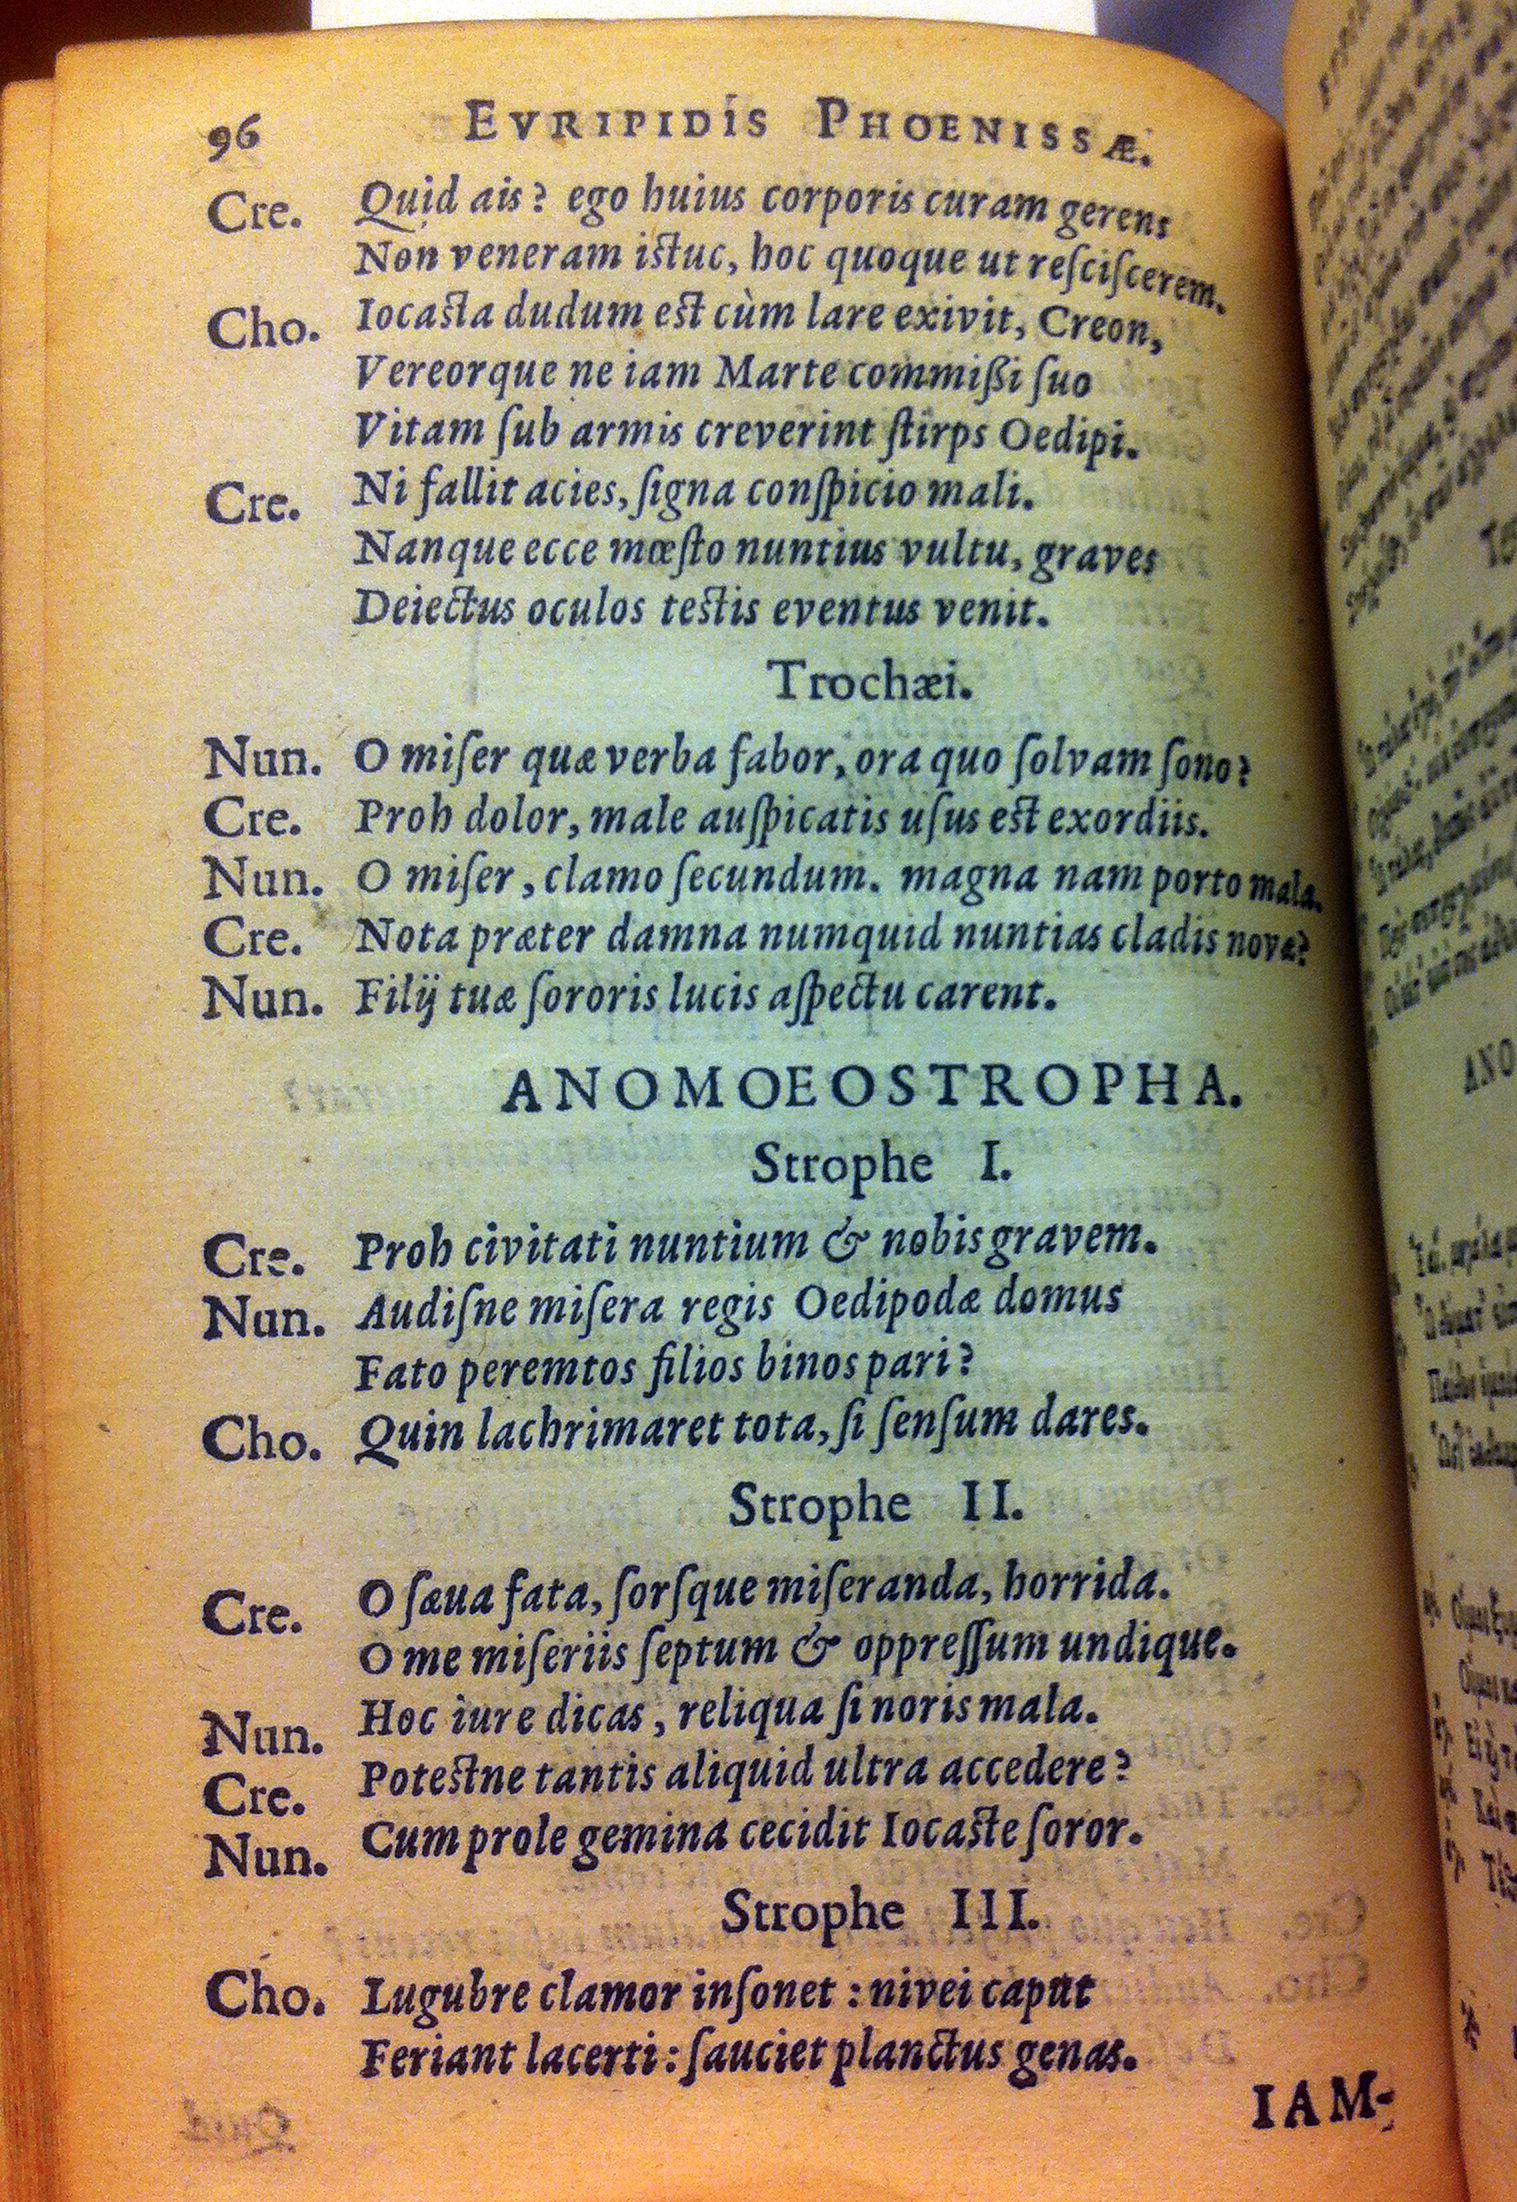 96 EVRIPIDIS PHOENISSÆ.
Cre. Quid ais? ego huius corporis curam gerens
Non veneram istuc, hoc quoque ut resciscerem.
Cho. Iocasta dudum est cùm lare exivit, Creon,
Vereorque ne iam Marte commißi suo
Vitam sub armis creverint stirps Oedipi.
Cre. Ni fallit acies, signa conspicio mali.
Nanque ecce mœsto nuntius vultu, graves
Deiectus oculos testis eventus venit.
Trochæi.
Nun. O miser quæ verba fabor, ora quo solvam sono?
Cre. Proh dolor, male auspicatis usus est exordiis.
Nun. O miser, clamo secundum. magna nam porto mala.
Cre. Nota præter damna numquid nuntias cladis novæ?
Nun. Filij tuæ sororis lucis aspectu carent.
ANOMOEOSTROPHA.
Strophe I.
Cre. Proh civitati nuntium & nobis gravem.
Nun. Audisne misera regis Oedipodæ domus
Fato peremtos filios binos pari?
Cho. Quin lachrimaret tota, si sensum dares.
Strophe II.
Cre. O sæua fata, sorsque miseranda, horrida.
O me miseriis septum & oppressum undique.
Nun. Hoc iure dicas, reliqua si noris mala.
Cre. Potestne tantis aliquid ultra accedere?
Nun. Cum prole gemina cecidit Iocaste soror.
Strophe III.
Cho. Lugubre clamor insonet: nivei caput
Feriant lacerti: sauciet planctus genas.
IAM-